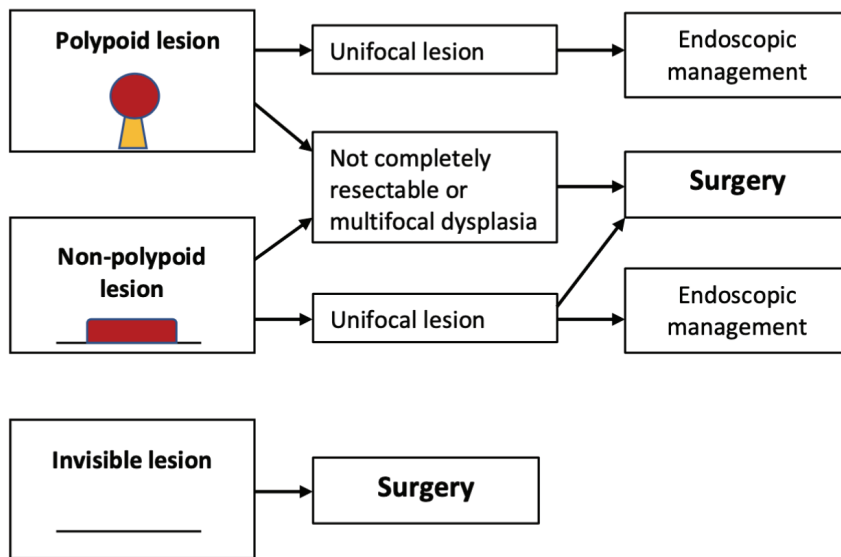 Polypoid lesion
Unifocal lesion
Endoscopic
management
Not completely
resectable or
multifocal dysplasia
Surgery
Non-polypoid
lesion
Unifocal lesion
Endoscopic
management
Invisible lesion
Surgery